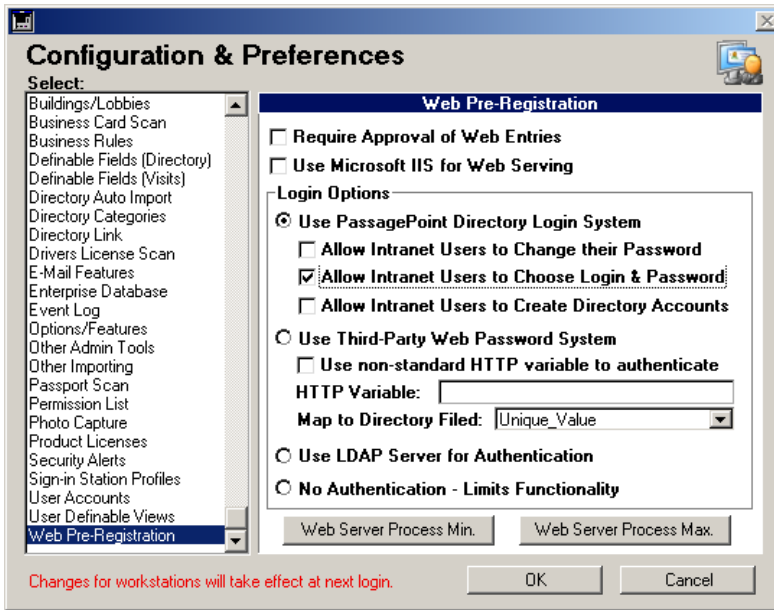 Configuration & Preferences
Select:
Buildings/Lobbies
Business Card Scan
Business Rules
Definable Fields (Directory)
Definable Fields (Visits)
Directory Auto Import
Directory Categories
Directory Link
Drivers License Scan
E-Mail Features
Enterprise Database
Event Log
Options/Features
Other Admin Tools
Other Importing
Passport Scan
Permission List
Photo Capture
Product Licenses
Security Alerts
Sign-in Station Profiles
User Accounts
User Definable Views
Web Pre-Registration
Web Pre-Registration
Require Approval of Web Entries
Use Microsoft IIS for Web Serving
Login Options
Use PassagePoint Directory Login System
Allow Intranet Users to Change their Password
Allow Intranet Users to Choose Login & Password
Allow Intranet Users to Create Directory Accounts
Use Third-Party Web Password System
Use non-standard HTTP variable to authenticate
HTTP Variable:
Map to Directory Filed: Unique_Value
Use LDAP Server for Authentication
No Authentication - Limits Functionality
Web Server Process Min. Web Server Process Max.
Changes for workstations will take effect at next login. OK Cancel